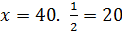 x = 40. 1/2 = 20